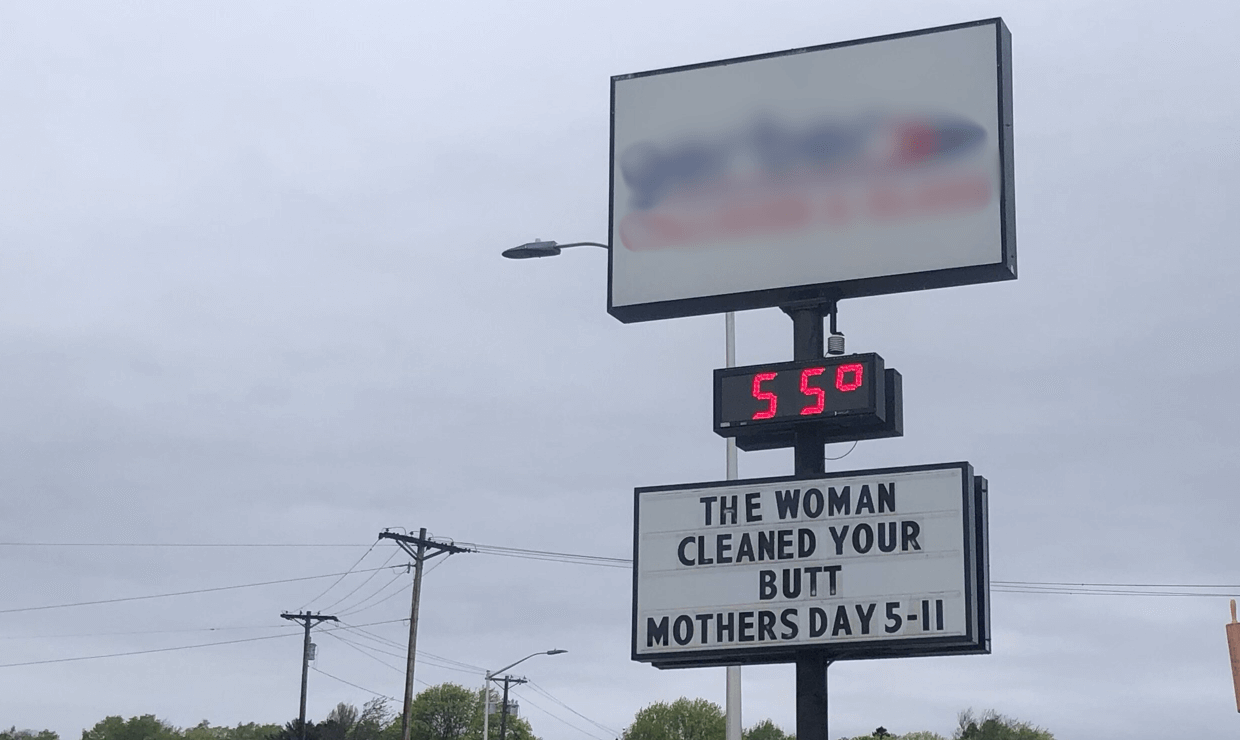 55°
THE WOMAN
CLEANED YOUR
BUTT
MOTHERS DAY 5-11